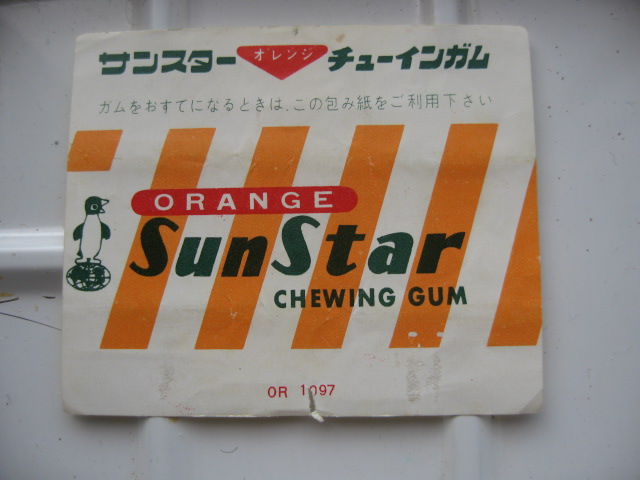 サンスター オレンジ チューインガム
ガムをおすてになるときは、この包み紙をご利用下さい
ORANGE
SunStar
CHEWING GUM
OR 1097